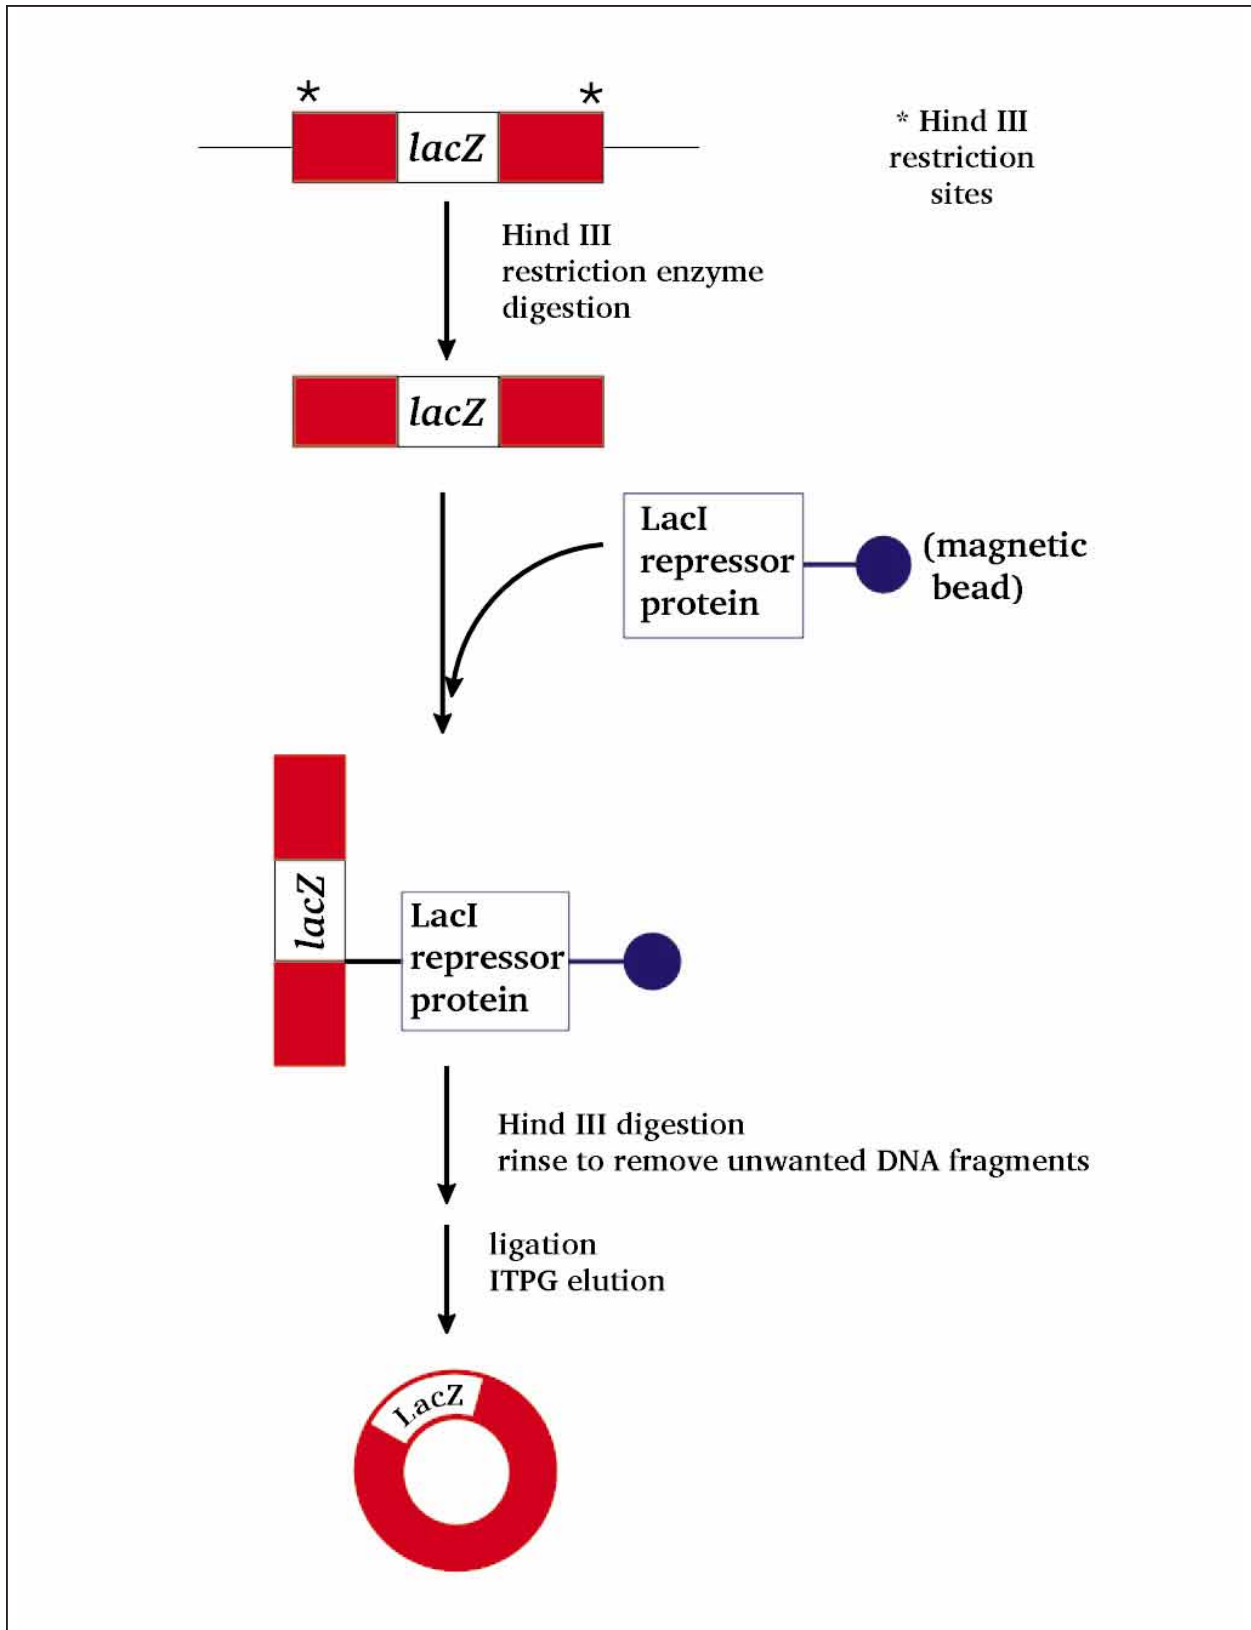 * *
lacZ
* Hind III
restriction
sites
Hind III
restriction enzyme
digestion
lacZ
LacI
repressor
protein
(magnetic
bead)
lacZ
LacI
repressor
protein
Hind III digestion
rinse to remove unwanted DNA fragments
ligation
ITPG elution
LacZ